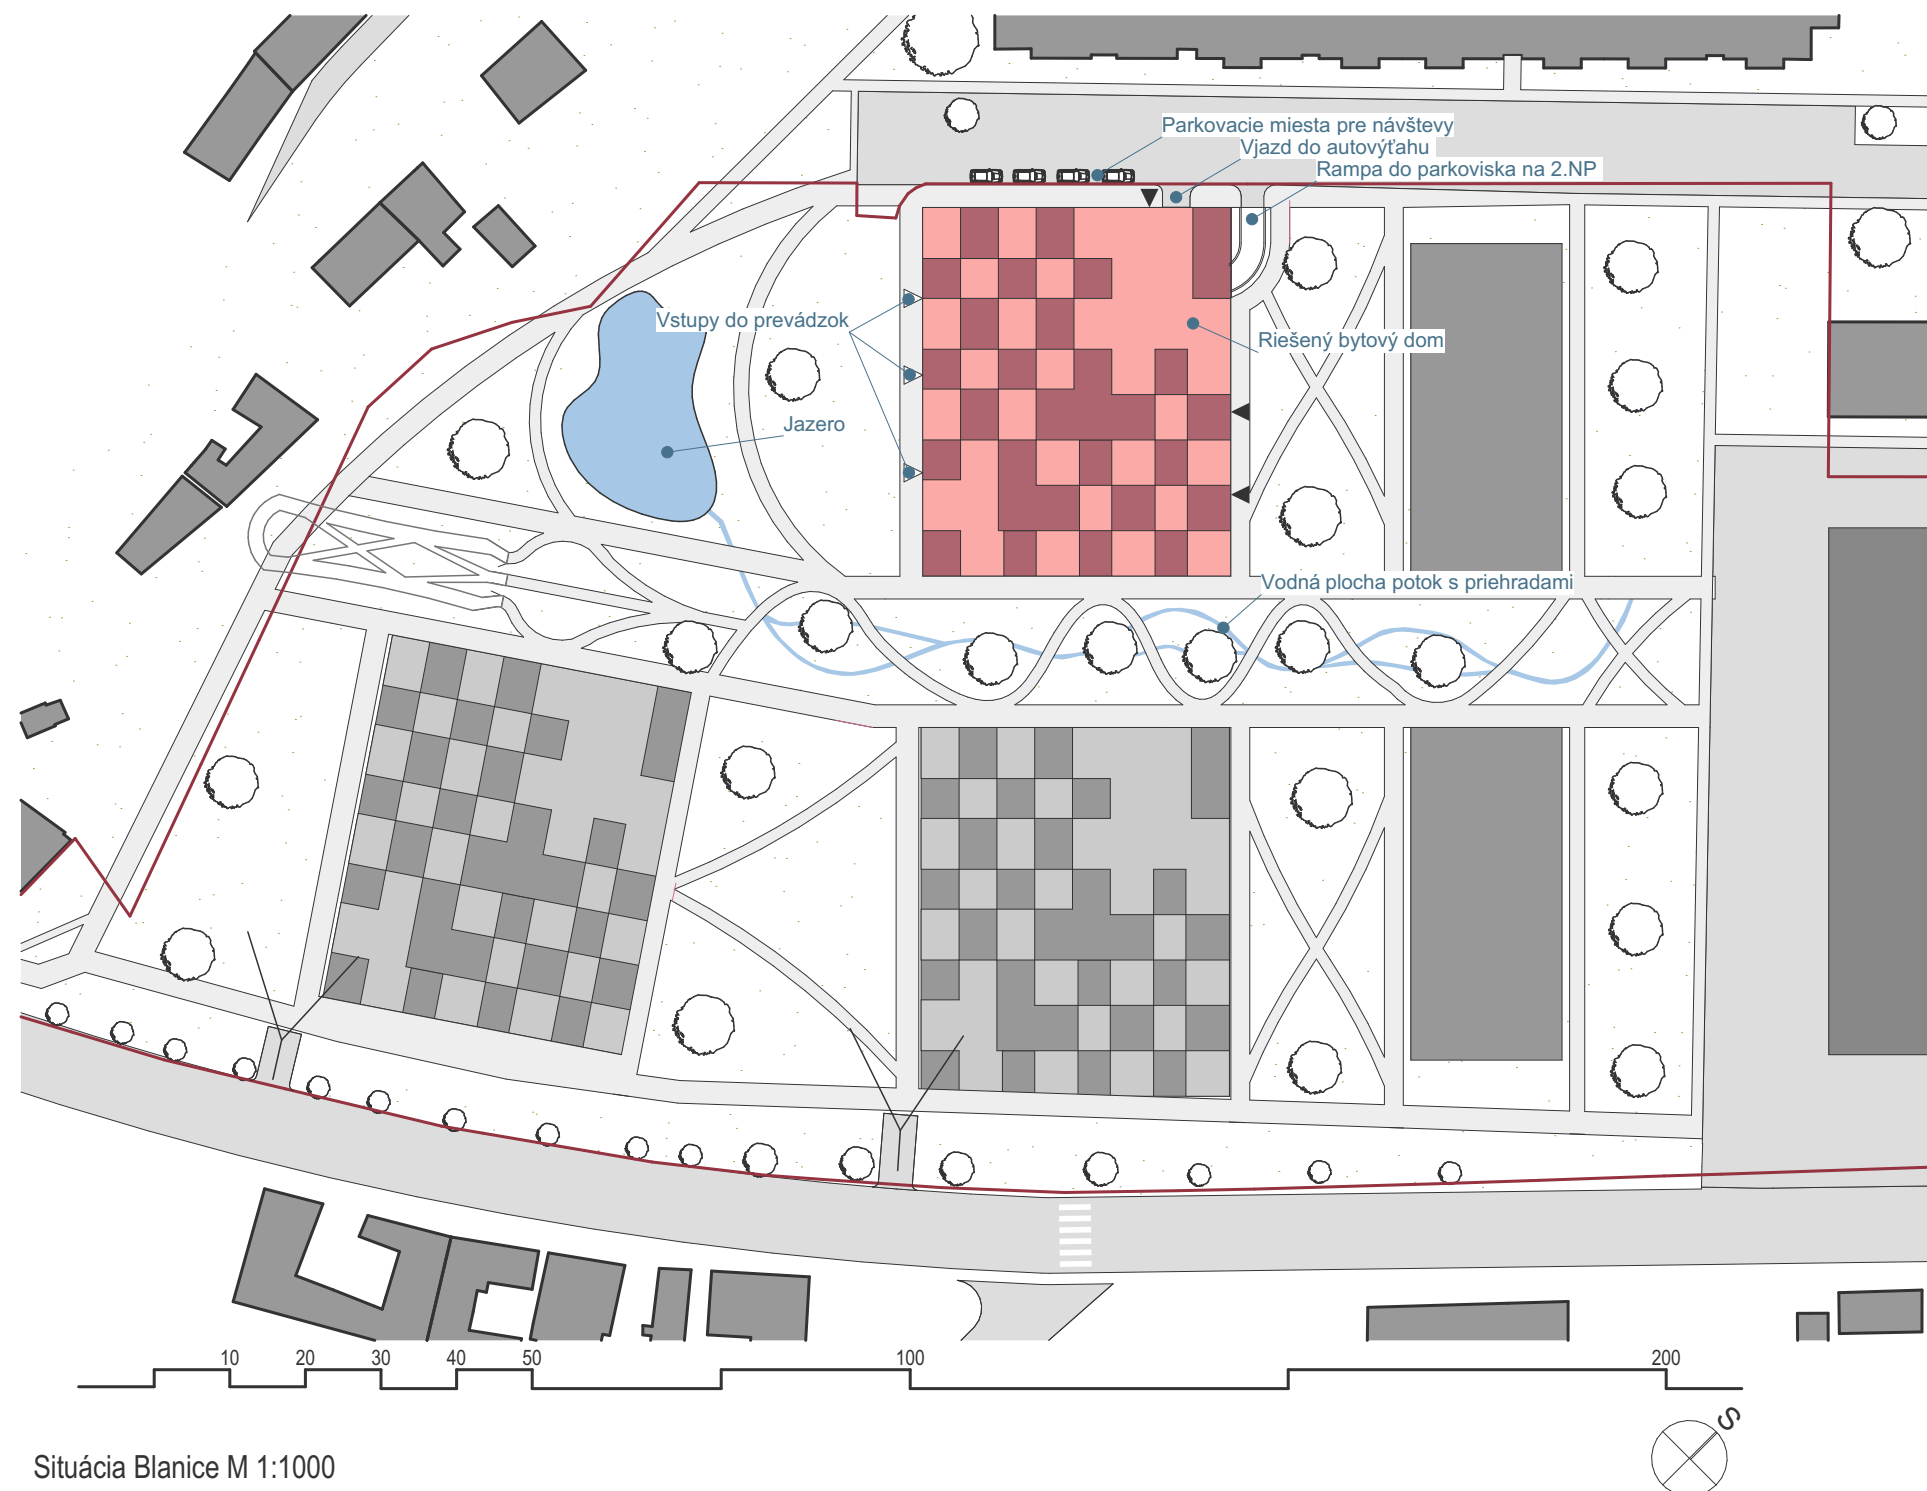 Parkovacie miesta pre návštevy
Vjazd do autovýťahu
Rampa do parkoviska na 2.NP
Vstupy do prevádzok
Riešený bytový dom
Jazero
Vodná plocha potok s priehradami
10 20 30 40 50 100 200
S
Situácia Blanice M 1:1000